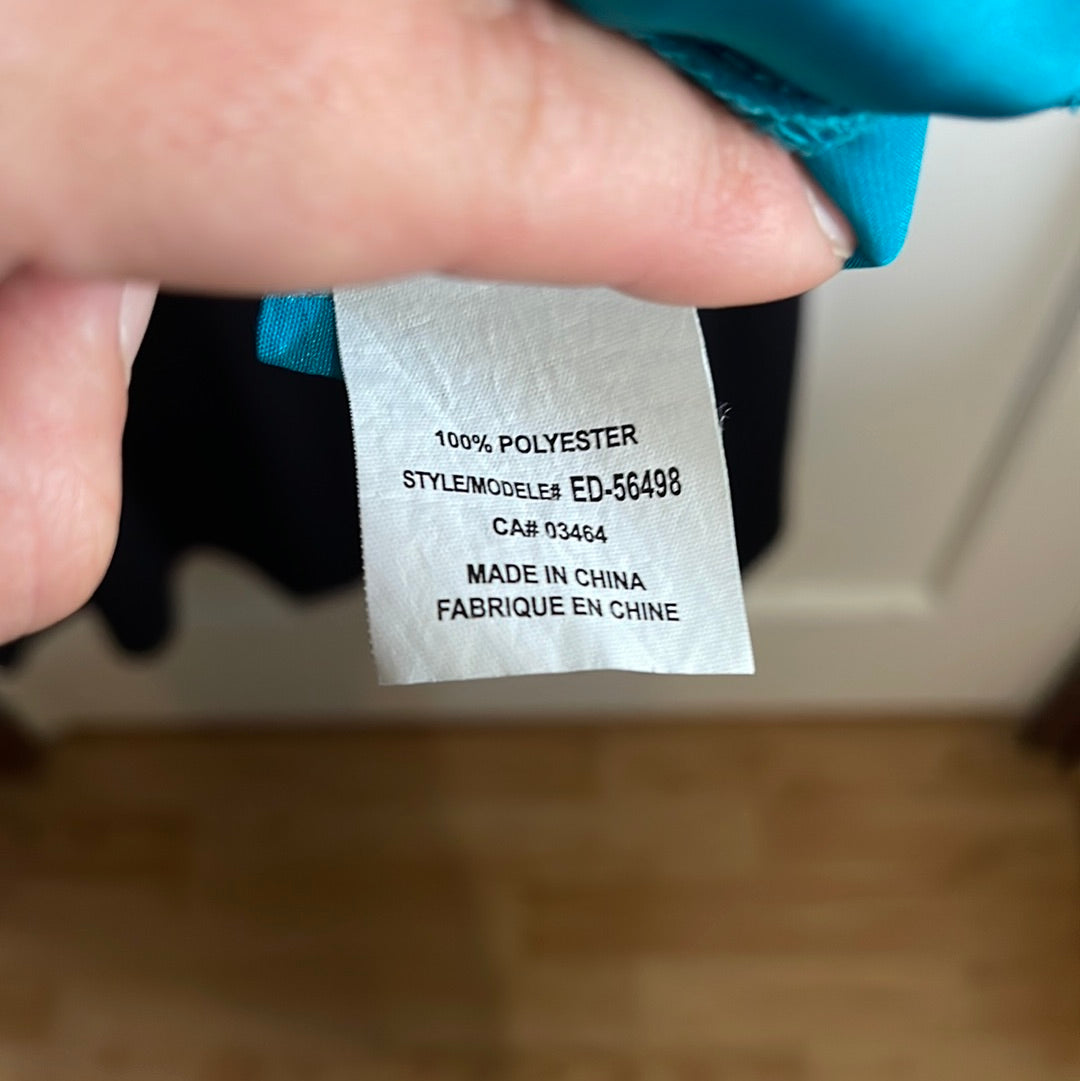 100% POLYESTER
STYLE/MODELE# ED-56498
CA# 03464
MADE IN CHINA
FABRIQUE EN CHINE